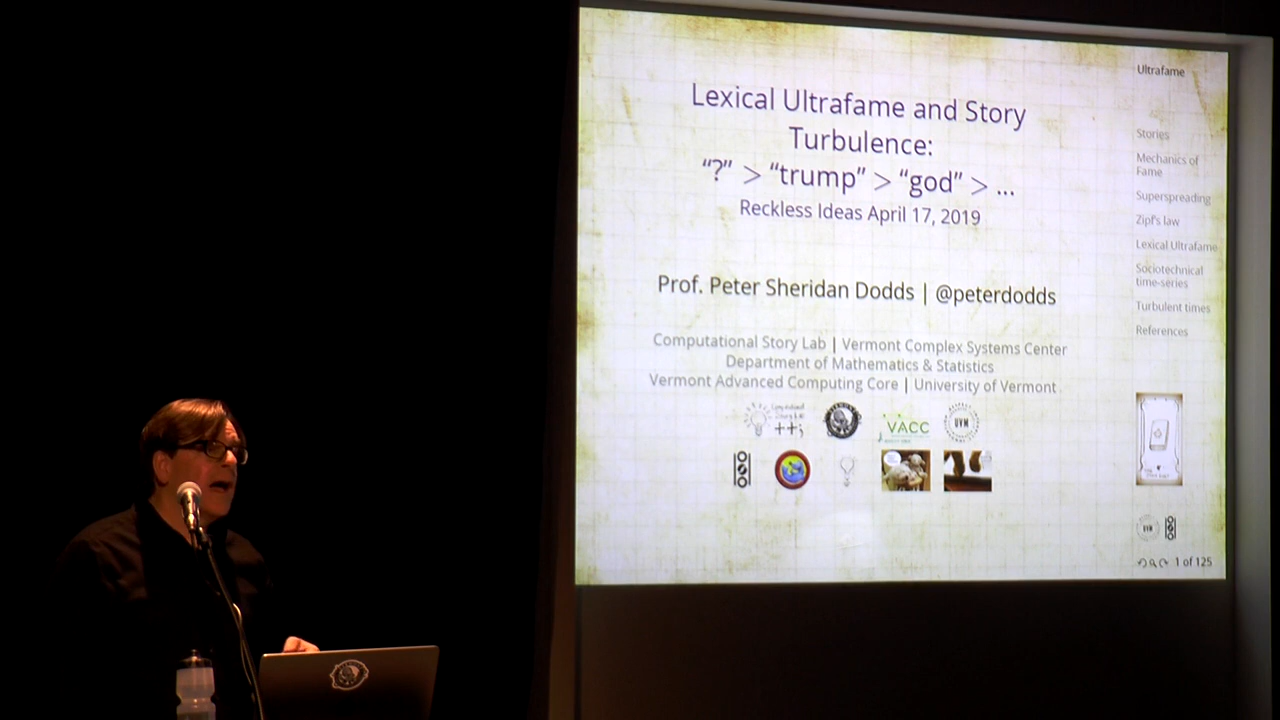 Lexical Ultrafame and Story
Turbulence:
“?” > “trump” > “god” > ...
Reckless Ideas April 17, 2019
Prof. Peter Sheridan Dodds | @peterdodds
Computational Story Lab | Vermont Complex Systems Center
Department of Mathematics & Statistics
Vermont Advanced Computing Core | University of Vermont
VACC
UVM
Ultrafame
Stories
Mechanics of
Fame
Superspreading
Zipf's law
Lexical Ultrafame
Sociotechnical
time-series
Turbulent times
References
UVM
1 of 125